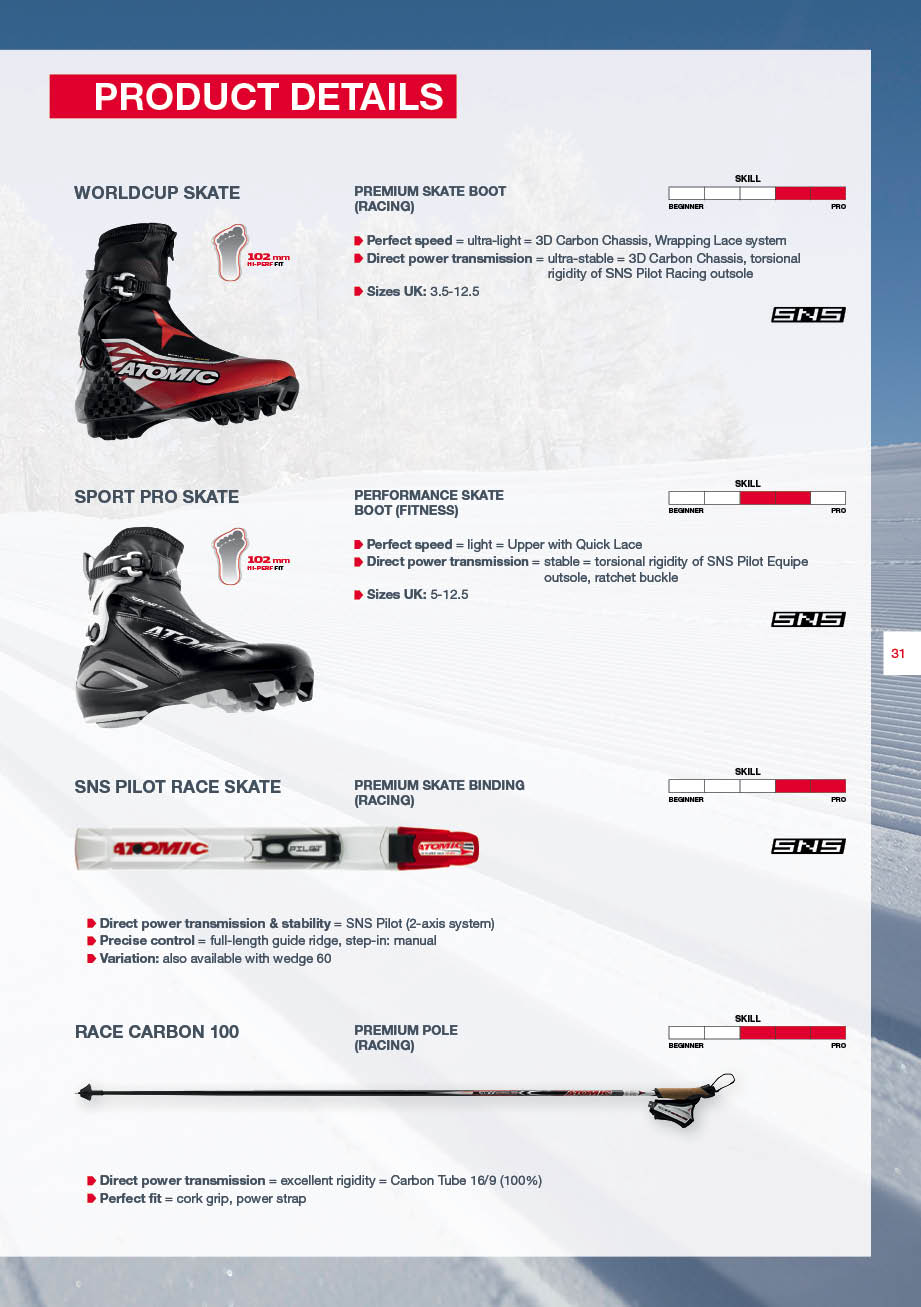 PRODUCT DETAILS
WORLDCUP SKATE
PREMIUM SKATE BOOT
(RACING)
SKILL
BEGINNER PRO
102 mm
HI-PERF FIT
Perfect speed = ultra-light = 3D Carbon Chassis, Wrapping Lace system
Direct power transmission = ultra-stable = 3D Carbon Chassis, torsional
rigidity of SNS Pilot Racing outsole
Sizes UK: 3.5-12.5
SNS
ATOMIC
SPORT PRO SKATE
PERFORMANCE SKATE
BOOT (FITNESS)
SKILL
BEGINNER PRO
102 mm
HI-PERF FIT
Perfect speed = light = Upper with Quick Lace
Direct power transmission = stable = torsional rigidity of SNS Pilot Equipe
outsole, ratchet buckle
Sizes UK: 5-12.5
SNS
ATOMIC
31
SNS PILOT RACE SKATE
PREMIUM SKATE BINDING
(RACING)
SKILL
BEGINNER PRO
ATOMIC
PILOT
ATOMIC
SNS
Direct power transmission & stability = SNS Pilot (2-axis system)
Precise control = full-length guide ridge, step-in: manual
Variation: also available with wedge 60
RACE CARBON 100
PREMIUM POLE
(RACING)
SKILL
BEGINNER PRO
ATOMIC
Direct power transmission = excellent rigidity = Carbon Tube 16/9 (100%)
Perfect fit = cork grip, power strap